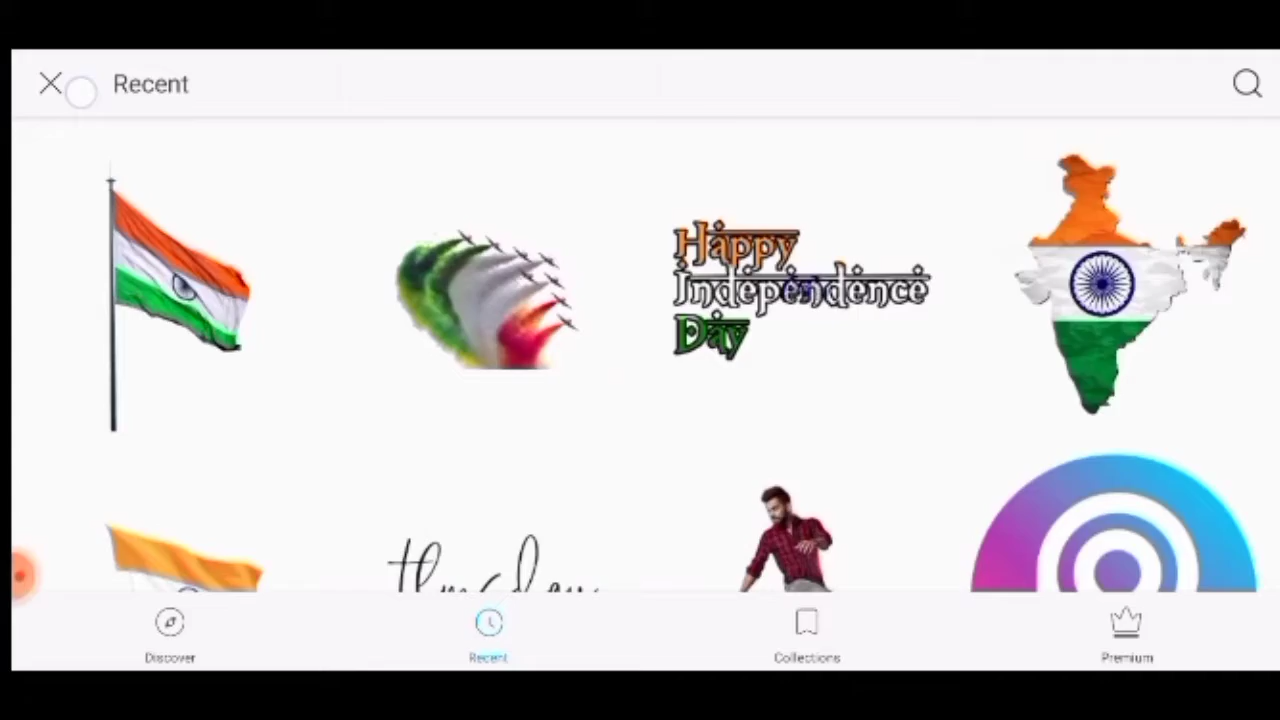 Recent
Happy
Independence
Day
Discover
Recent
Collections
Premium